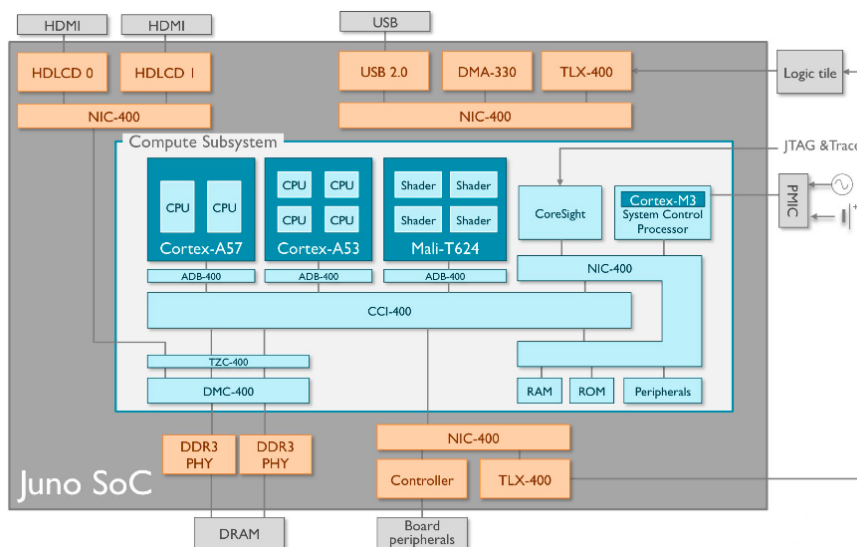 HDMI
HDMI
USB
HDLCD 0
HDLCD 1
USB 2.0
DMA-330
TLX-400
Logic tile
NIC-400
NIC-400
Compute Subsystem
JTAG &Trace
CPU
CPU
CPU
CPU
CPU
CPU
Shader
Shader
Shader
Shader
Cortex-A57
Cortex-A53
Mali-T624
CoreSight
Cortex-M3
System Control
Processor
PMIC
ADB-400
ADB-400
ADB-400
NIC-400
CCI-400
TZC-400
DMC-400
RAM
ROM
Peripherals
DDR3
PHY
DDR3
PHY
NIC-400
Juno SoC
Controller
TLX-400
DRAM
Board
peripherals